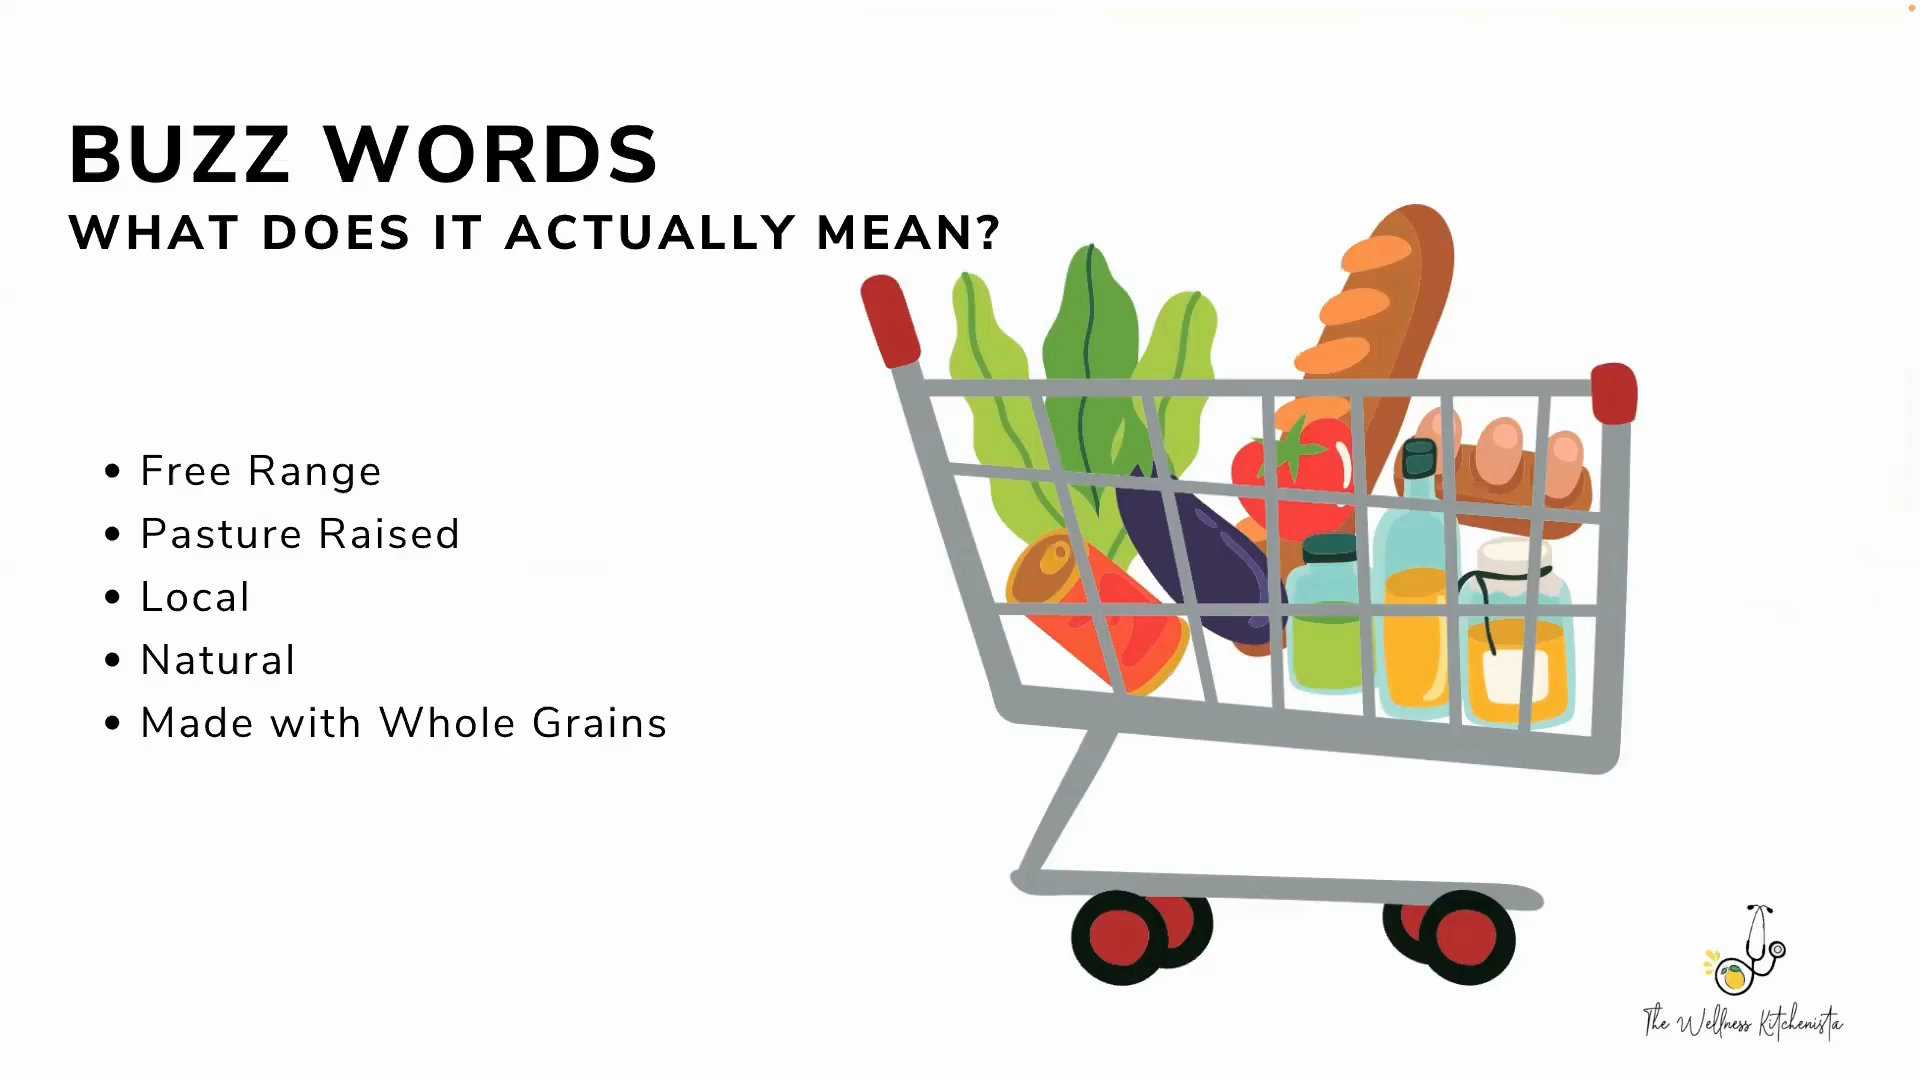 BUZZ WORDS
WHAT DOES IT ACTUALLY MEAN?
• Free Range
• Pasture Raised
• Local
• Natural
• Made with Whole Grains
The Wellness Kitchenista